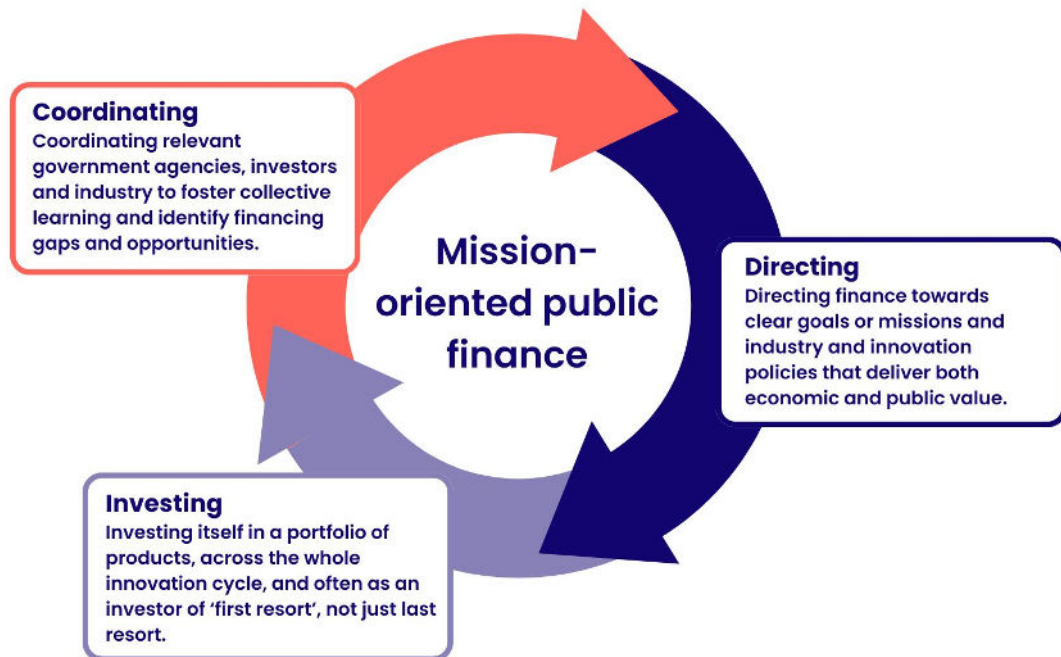 Coordinating
Coordinating relevant
government agencies, investors
and industry to foster collective
learning and identify financing
gaps and opportunities.
Mission-
oriented public
finance
Directing
Directing finance towards
clear goals or missions and
industry and innovation
policies that deliver both
economic and public value.
Investing
Investing itself in a portfolio of
products, across the whole
innovation cycle, and often as an
investor of ‘first resort’, not just last
resort.